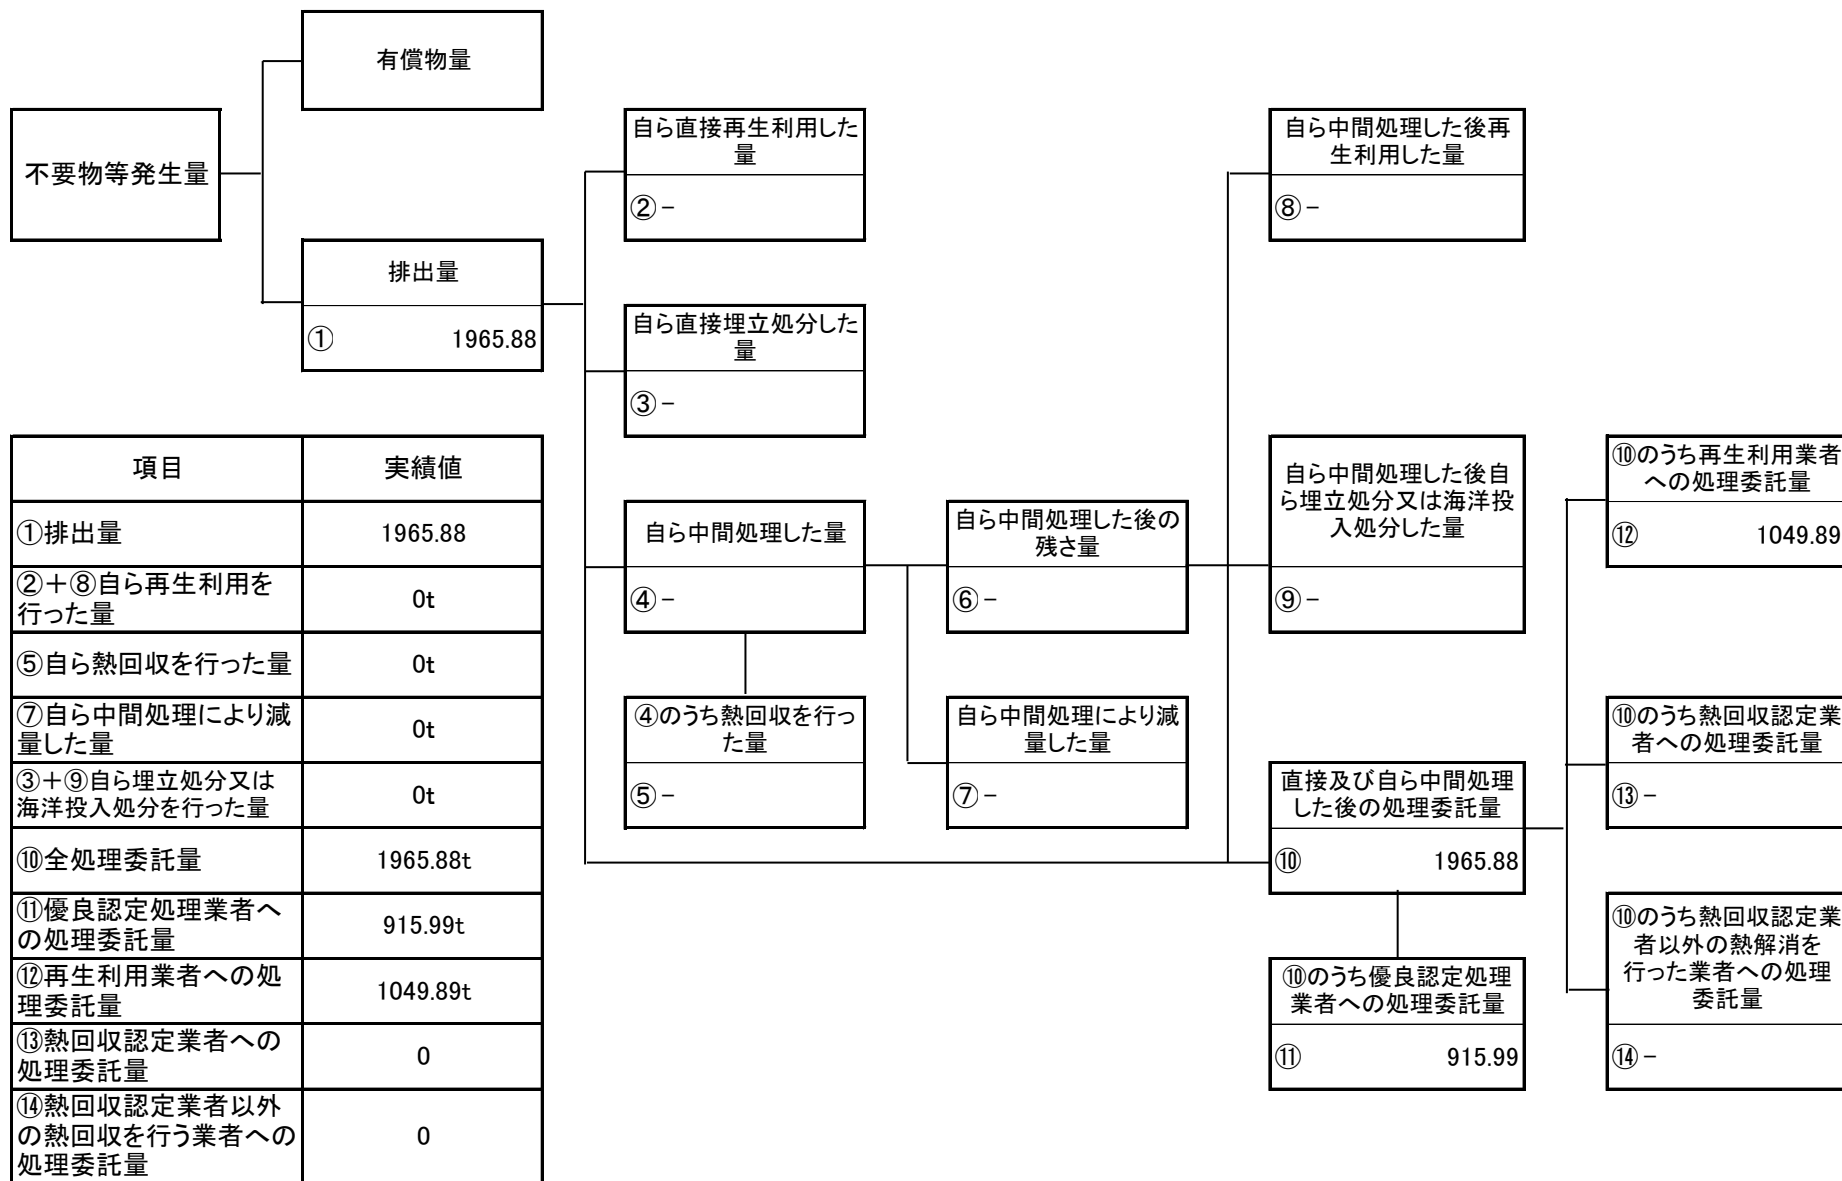 有償物量
不要物等発生量
排出量
①
1965.88
自ら直接再生利用した
量
②－
自ら直接埋立処分した
量
③－
自ら中間処理した量
④－
④のうち熱回収を行っ
た量
⑤－
自ら中間処理した後の
残さ量
⑥－
自ら中間処理により減
量した量
⑦－
自ら中間処理した後再
生利用した量
⑧－
自ら中間処理した後自
ら埋立処分又は海洋投
入処分した量
⑨－
直接及び自ら中間処理
した後の処理委託量
⑩
1965.88
⑩のうち優良認定処理
業者への処理委託量
⑪
915.99
⑩のうち再生利用業者
への処理委託量
⑫
1049.89
⑩のうち熱回収認定業
者への処理委託量
⑬－
⑩のうち熱回収認定業
者以外の熱解消を
行った業者への処理
委託量
⑭－
項目
実績値
①排出量
1965.88
②＋⑧自ら再生利用を
行った量
0t
⑤自ら熱回収を行った量
0t
⑦自ら中間処理により減
量した量
0t
③＋⑨自ら埋立処分又は
海洋投入処分を行った量
0t
⑩全処理委託量
1965.88t
⑪優良認定処理業者へ
の処理委託量
915.99t
⑫再生利用業者への処
理委託量
1049.89t
⑬熱回収認定業者への
処理委託量
0
⑭熱回収認定業者以外
の熱回収を行う業者への
処理委託量
0